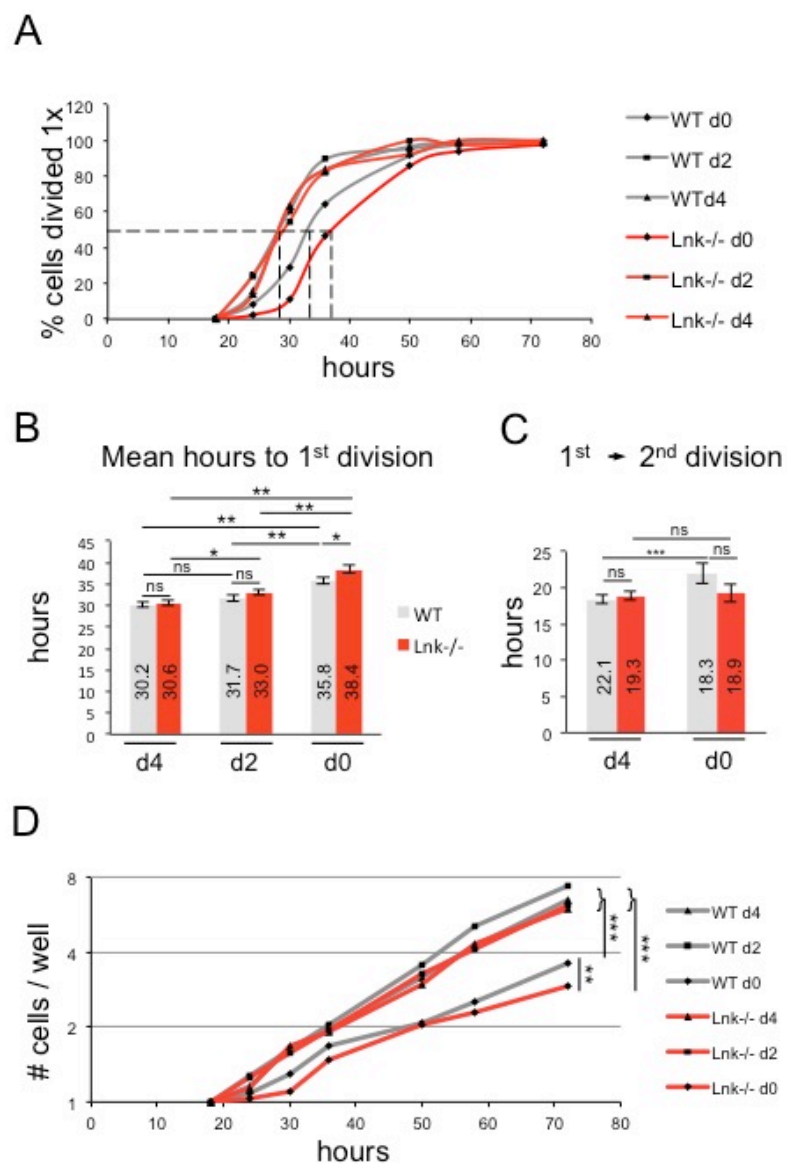 A
% cells divided 1x
120
100
80
60
40
20
0
0 10 20 30 40 50 60 70 80
hours
WT d0
WT d2
WTd4
Lnk-/- d0
Lnk-/- d2
Lnk-/- d4
B
Mean hours to 1st division
**
**
**
**
*
*
ns
ns
ns
hours
45
40
35
30
25
20
15
10
5
0
30.2
30.6
31.7
33.0
35.8
38.4
d4 d2 d0
WT
Lnk-/-
C
1st → 2nd division
ns
***
ns
ns
hours
25
20
15
10
5
0
22.1
19.3
18.3
18.9
d4 d0
D
# cells / well
8
4
2
1
0 10 20 30 40 50 60 70 80
hours
***
***
**
WT d4
WT d2
WT d0
Lnk-/- d4
Lnk-/- d2
Lnk-/- d0